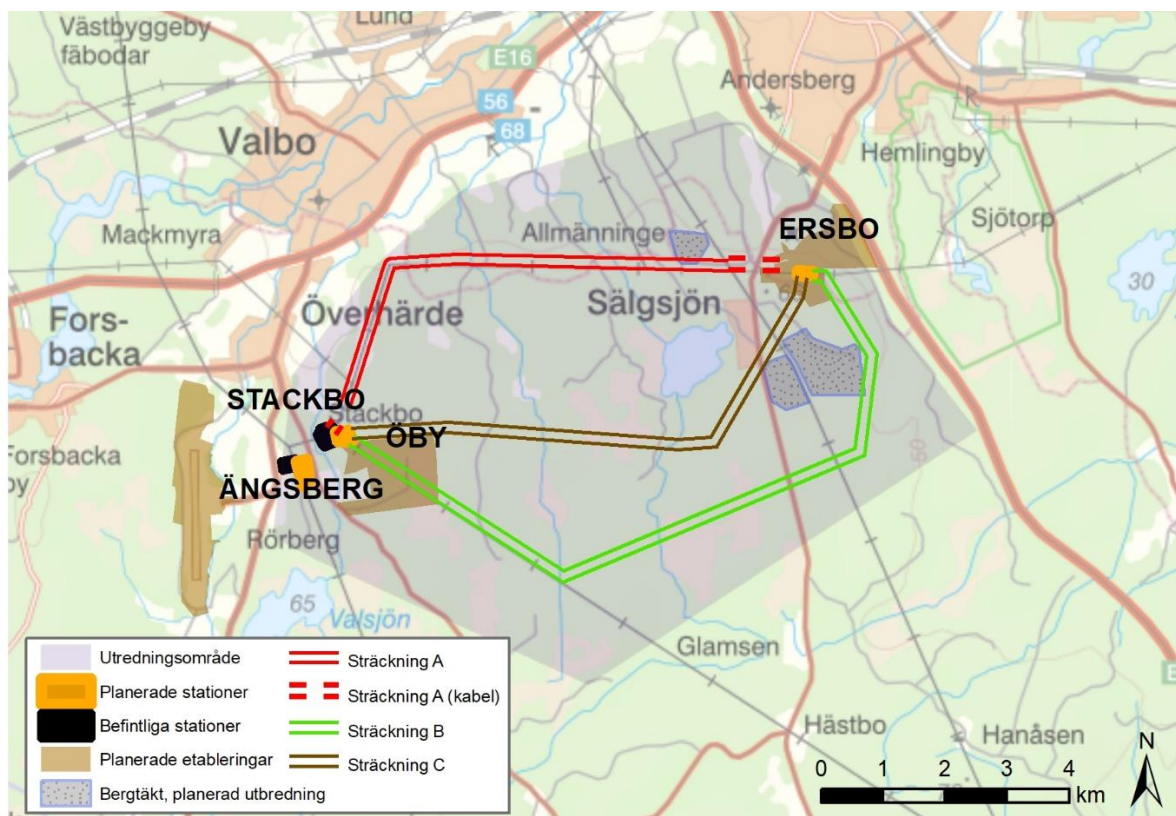 Västbyggeby
fäbodar
Lund
E16
56
68
Andersberg
Valbo
Hemlingby
Mackmyra
Allmänninge
ERSBO
Sjötorp
30
Överhärde
Sälgsjön
Fors-
backa
STACKBO
Stackbo
ÖBY
Forsbacka
by
ÄNGSBERG
Rörberg
65
Valsjön
Glamsen
Hästbo
Hanåsen
Utredningsområde
Planerade stationer
Befintliga stationer
Planerade etableringar
Bergtäkt, planerad utbredning
Sträckning A
Sträckning A (kabel)
Sträckning B
Sträckning C
0 1 2 3 4
km
N